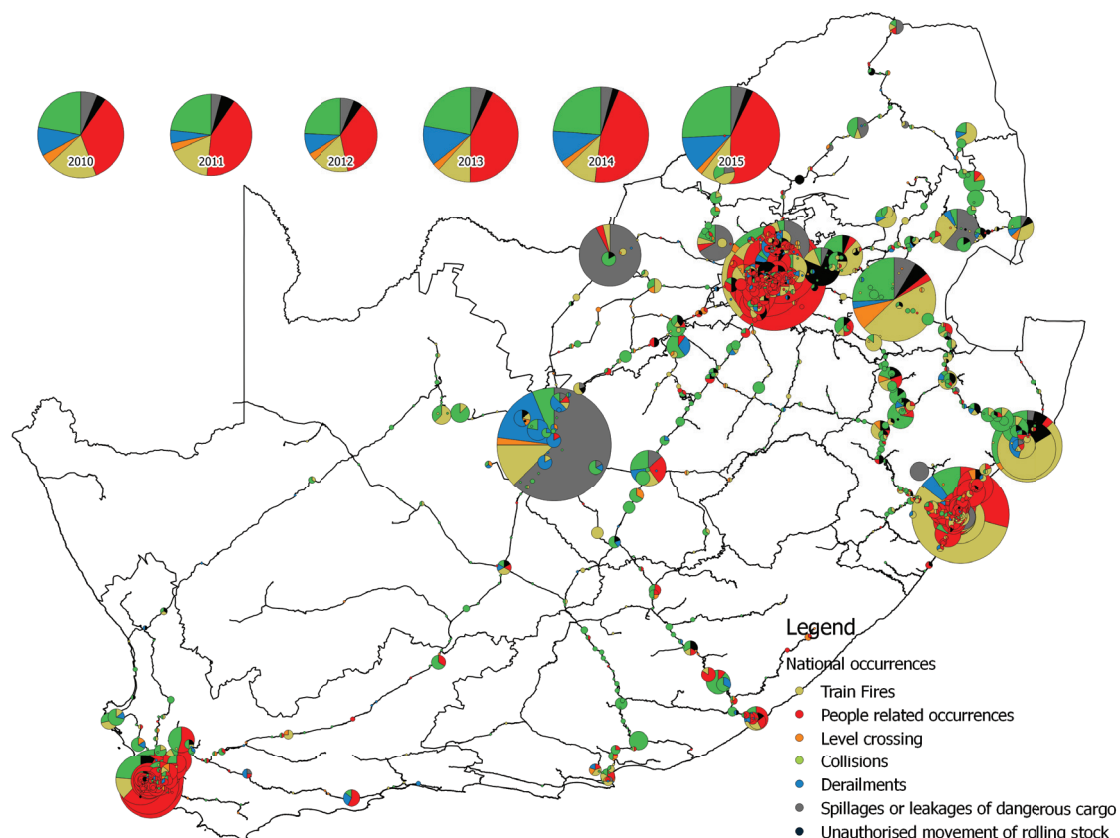 2010
2011
2012
2013
2014
2015
Legend
National occurrences
Train Fires
People related occurrences
Level crossing
Collisions
Derailments
Spillages or leakages of dangerous cargo
Unauthorised movement of rolling stock